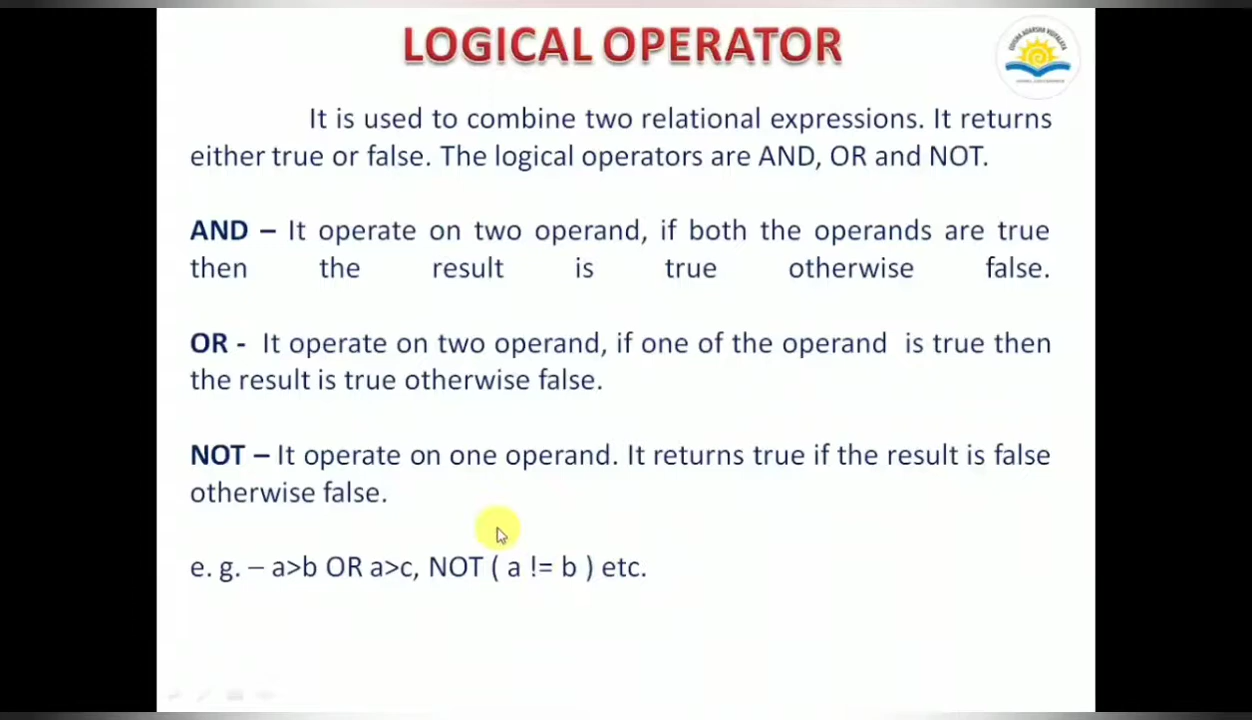 LOGICAL OPERATOR
It is used to combine two relational expressions. It returns
either true or false. The logical operators are AND, OR and NOT.
AND – It operate on two operand, if both the operands are true
then the result is true otherwise false.
OR - It operate on two operand, if one of the operand is true then
the result is true otherwise false.
NOT – It operate on one operand. It returns true if the result is false
otherwise false.
e. g. – a>b OR a>c, NOT ( a != b ) etc.